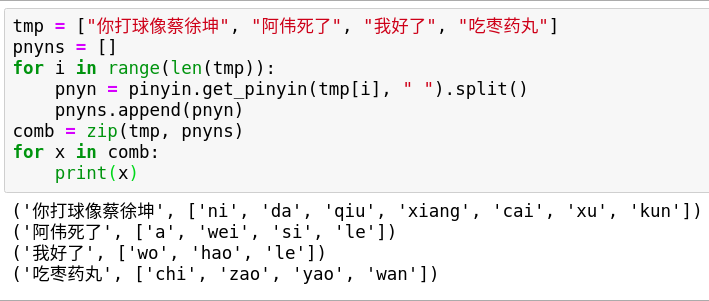 tmp = ["你打球像蔡徐坤", "阿伟死了", "我好了", "吃枣药丸"]
pnyns = []
for i in range(len(tmp)):
    pnyn = pinyin.get_pinyin(tmp[i], " ").split()
    pnyns.append(pnyn)
comb = zip(tmp, pnyns)
for x in comb:
    print(x)
('你打球像蔡徐坤', ['ni', 'da', 'qiu', 'xiang', 'cai', 'xu', 'kun'])
('阿伟死了', ['a', 'wei', 'si', 'le'])
('我好了', ['wo', 'hao', 'le'])
('吃枣药丸', ['chi', 'zao', 'yao', 'wan'])